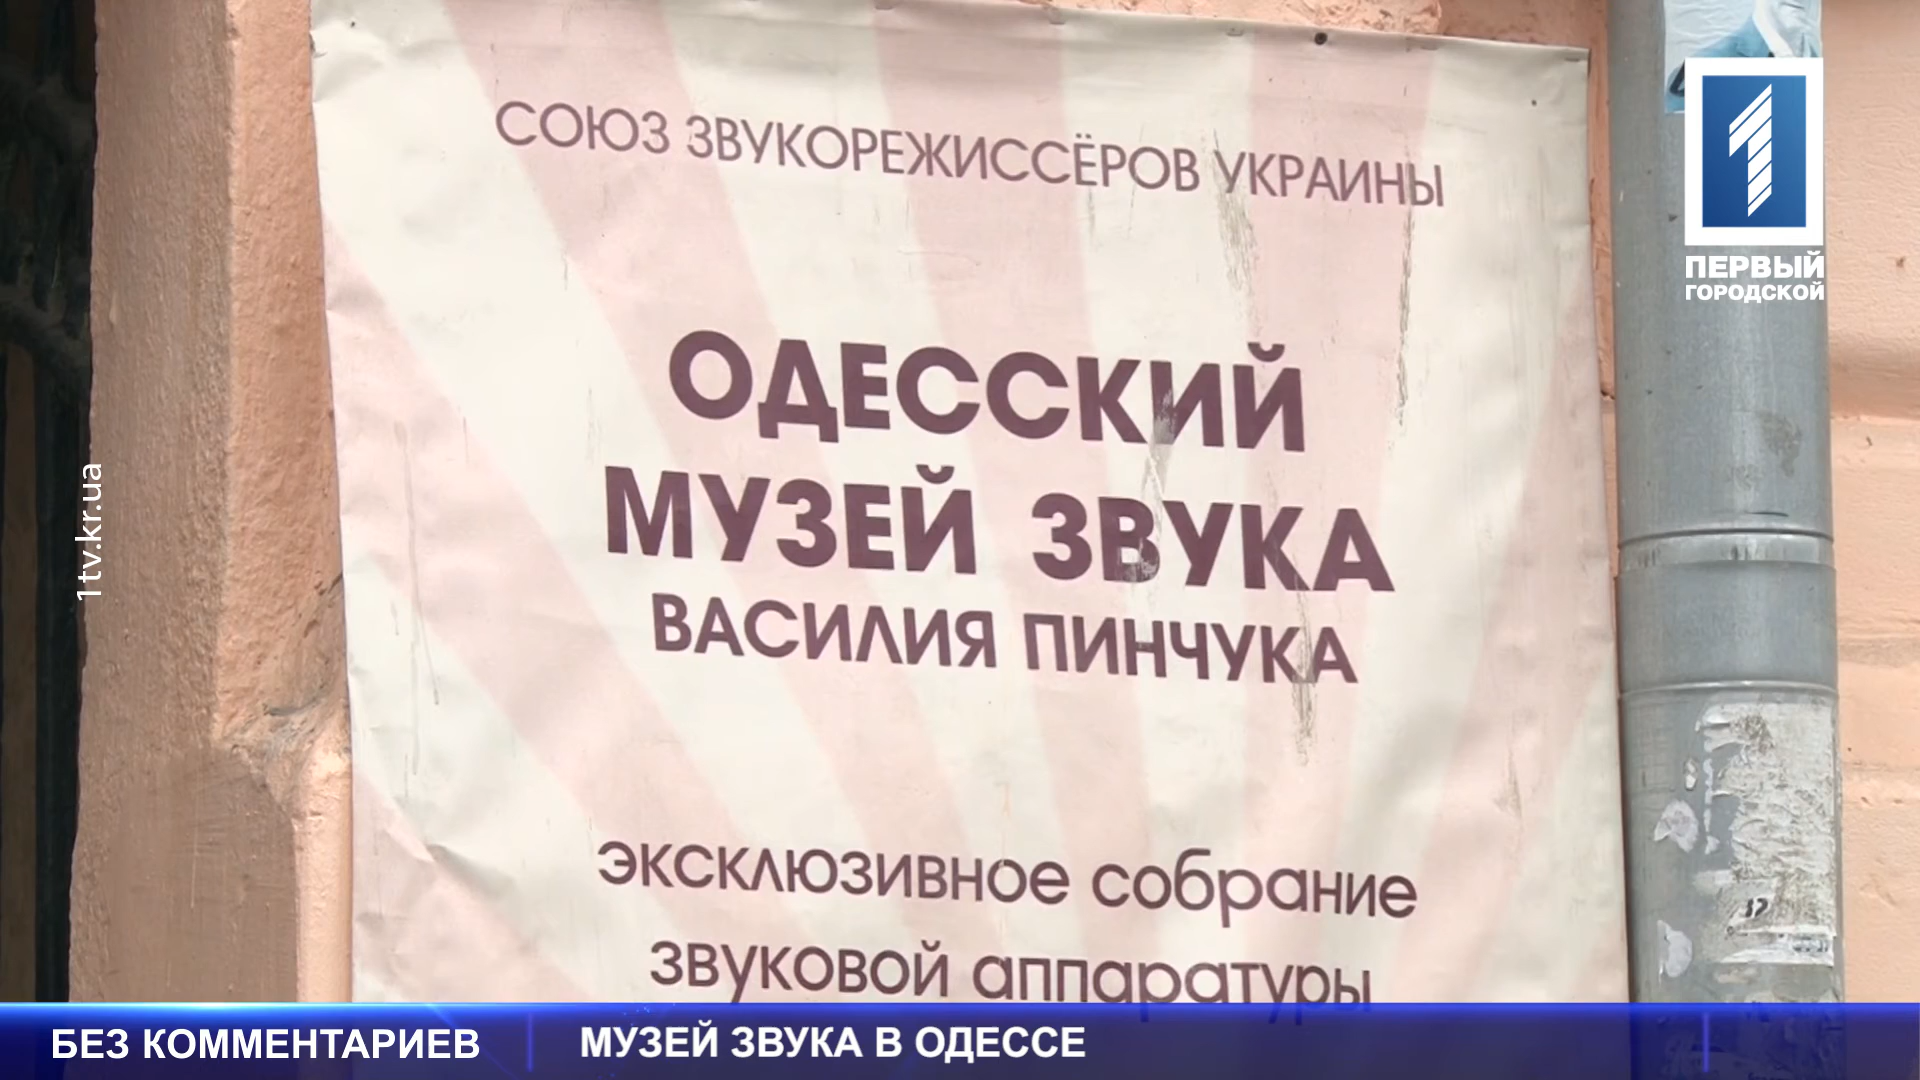 СОЮЗ ЗВУКОРЕЖИССЁРОВ УКРАИНЫ
ОДЕССКИЙ
МУЗЕЙ ЗВУКА
ВАСИЛИЯ ПИНЧУКА
эксклюзивное собрание
звуковой аппаратуры
1
ПЕРВЫЙ
ГОРОДСКОЙ
1tv.kr.ua
БЕЗ КОММЕНТАРИЕВ
МУЗЕЙ ЗВУКА В ОДЕССЕ